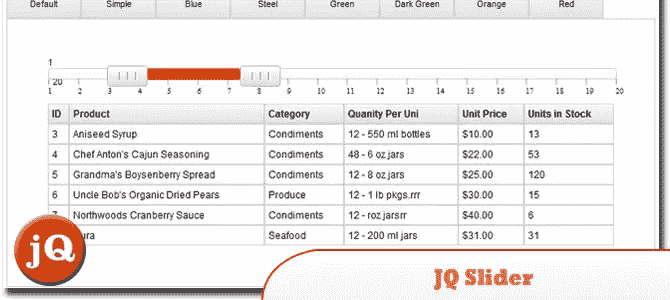 Default Simple Blue Steel Green Dark Green Orange Red
1
20
1 2 3 4 5 6 7 8 9 10 11 12 13 14 15 16 17 18 19 20
ID Product Category Quanity Per Uni Unit Price Units in Stock
3 Aniseed Syrup Condiments 12 - 550 ml bottles $10.00 13
4 Chef Anton's Cajun Seasoning Condiments 48 - 6 oz jars $22.00 53
5 Grandma's Boysenberry Spread Condiments 12 - 8 oz jars $25.00 120
6 Uncle Bob's Organic Dried Pears Produce 12 - 1 lb pkgs.rrr $30.00 15
Northwoods Cranberry Sauce Condiments 12 - roz jarsrr $40.00 6
ura Seafood 12 - 200 ml jars $31.00 31
jQ
JQ Slider